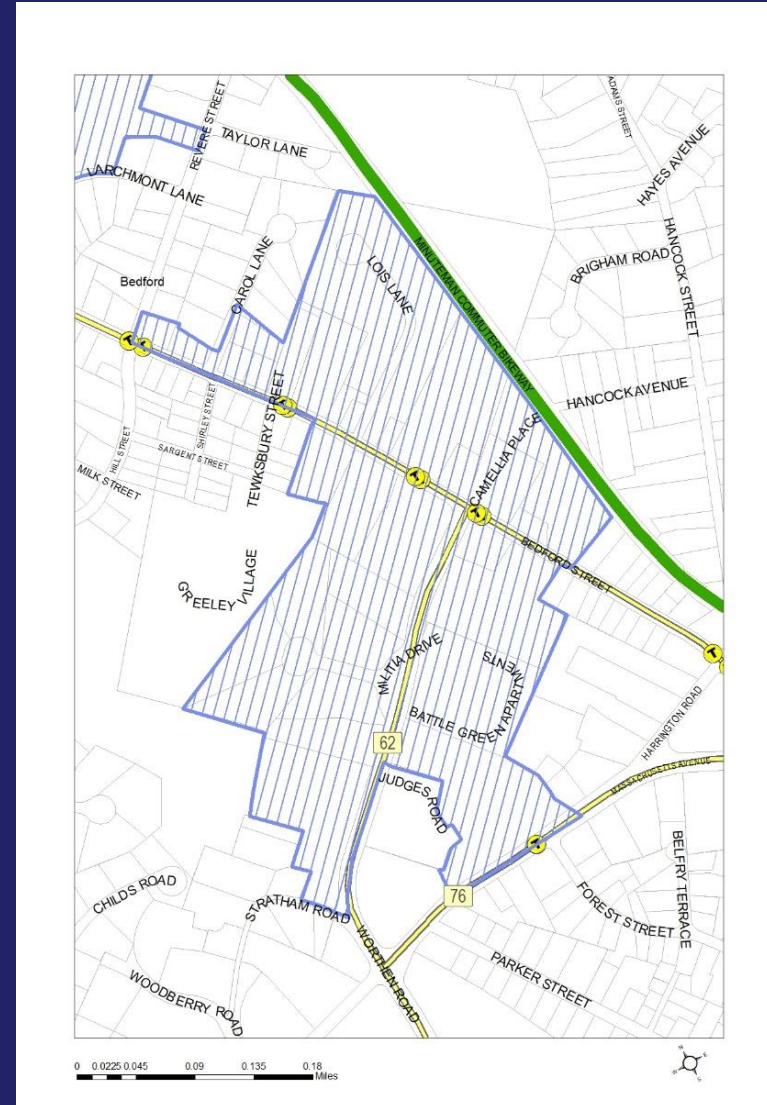 ADAMS STREET
REVERE STREET
TAYLOR LANE
HAYES AVENUE
LARCHMONT LANE
HANCOCK STREET
MINUTEMAN COMMUTER BIKEWAY
BRIGHAM ROAD
CAROL LANE
LOIS LANE
Bedford
HANCOCK AVENUE
TEWKSBURY STREET
SHIRLEY STREET
HILL STREET
SARGENT STREET
CAMELLIA PLACE
MILK STREET
BEDFORD STREET
GREELEY VILLAGE
MILITIA DRIVE
BATTLE GREEN APARTMENTS
HARRINGTON ROAD
62
MASSACHUSETTS AVENUE
JUDGES ROAD
BELFRY TERRACE
CHILDS ROAD
76
FOREST STREET
STRATHAM ROAD
WORTHEN ROAD
PARKER STREET
WOODBERRY ROAD
0 0.0225 0.045 0.09 0.135 0.18
Miles
N
E
S
W